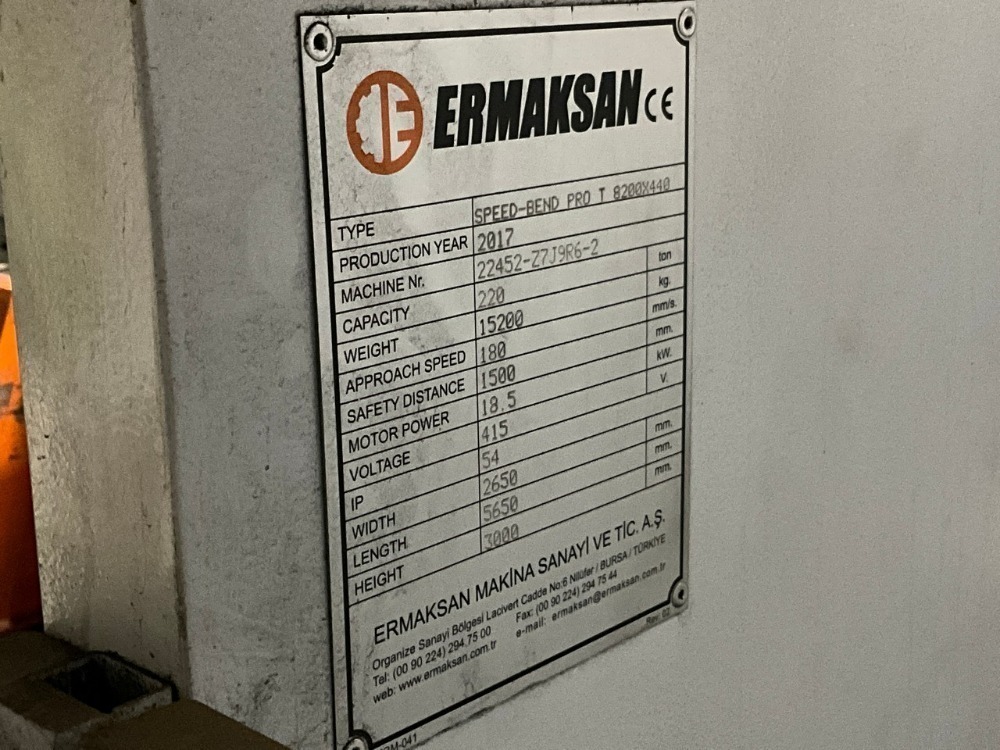 ERMAKSAN CE
TYPE SPEED-BEND PRO T 8200X440
PRODUCTION YEAR 2017
MACHINE Nr. 22452-Z7J9R6-2
CAPACITY 220 ton
WEIGHT 15200 kg.
APPROACH SPEED 180 mm/s.
SAFETY DISTANCE 1500 mm.
MOTOR POWER 18.5 kW.
VOLTAGE 415 V.
IP 54
WIDTH 2650 mm.
LENGTH 5650 mm.
HEIGHT 3000 mm.
ERMAKSAN MAKİNA SANAYİ VE TİC. A.Ş.
Organize Sanayi Bölgesi Lacivert Cadde No:6 Nilüfer / BURSA / TÜRKİYE
Tel: (00 90 224) 294 75 00 Fax: (00 90 224) 294 75 44
web: www.ermaksan.com.tr e-mail: ermaksan@ermaksan.com.tr
Rev. 02